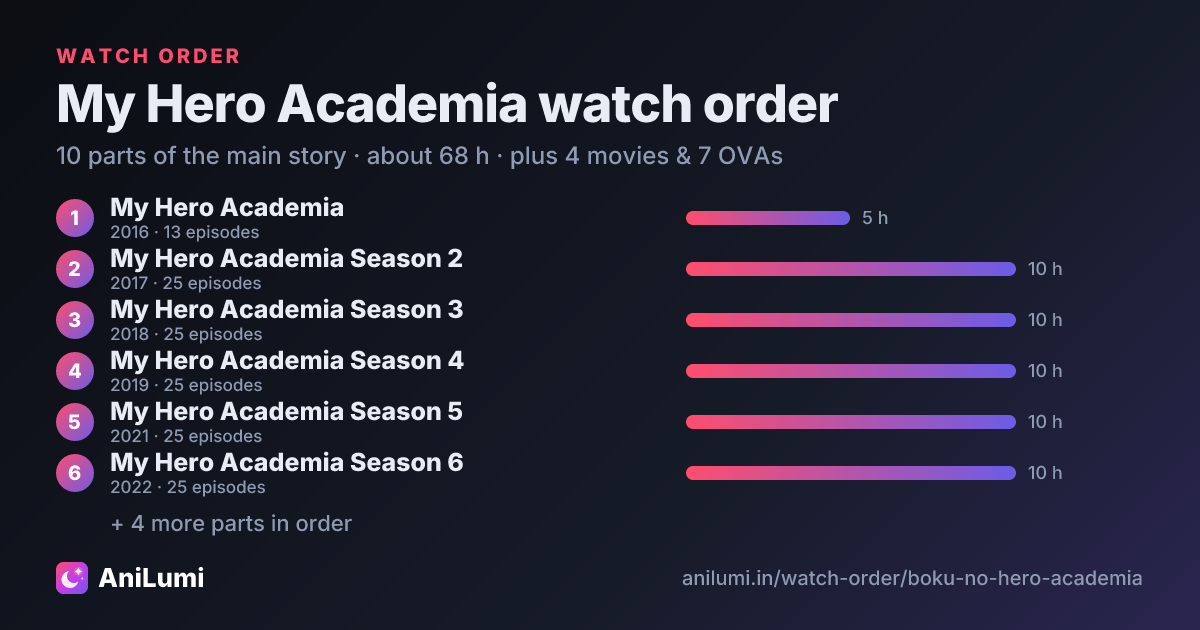 WATCH ORDER
My Hero Academia watch order
10 parts of the main story · about 68 h · plus 4 movies & 7 OVAs
1 My Hero Academia 5 h
2016 · 13 episodes
2 My Hero Academia Season 2 10 h
2017 · 25 episodes
3 My Hero Academia Season 3 10 h
2018 · 25 episodes
4 My Hero Academia Season 4 10 h
2019 · 25 episodes
5 My Hero Academia Season 5 10 h
2021 · 25 episodes
6 My Hero Academia Season 6 10 h
2022 · 25 episodes
+ 4 more parts in order
AniLumi anilumi.in/watch-order/boku-no-hero-academia